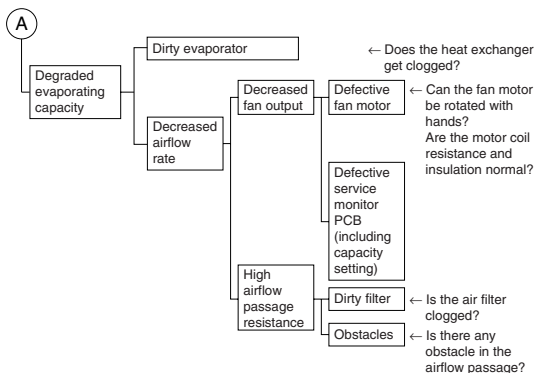 A
Dirty evaporator
← Does the heat exchanger
get clogged?
Degraded
evaporating
capacity
Decreased
airflow
rate
Decreased
fan output
Defective
fan motor
← Can the fan motor
be rotated with
hands?
Are the motor coil
resistance and
insulation normal?
Defective
service
monitor
PCB
(including
capacity
setting)
High
airflow
passage
resistance
Dirty filter
← Is the air filter
clogged?
Obstacles
← Is there any
obstacle in the
airflow passage?